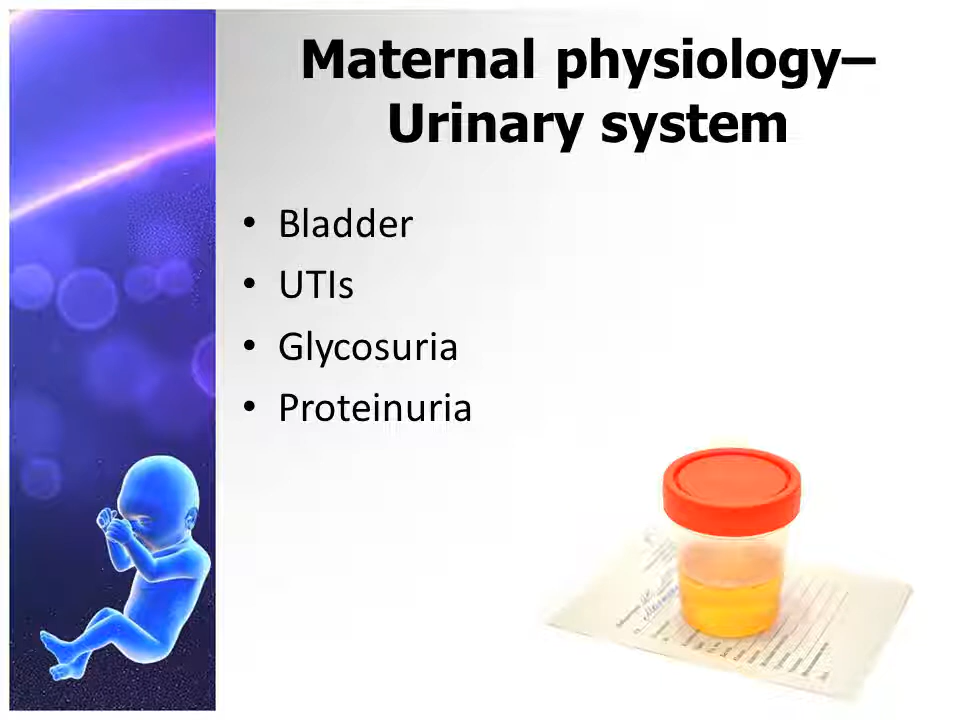 Maternal physiology–
Urinary system
• Bladder
• UTIs
• Glycosuria
• Proteinuria